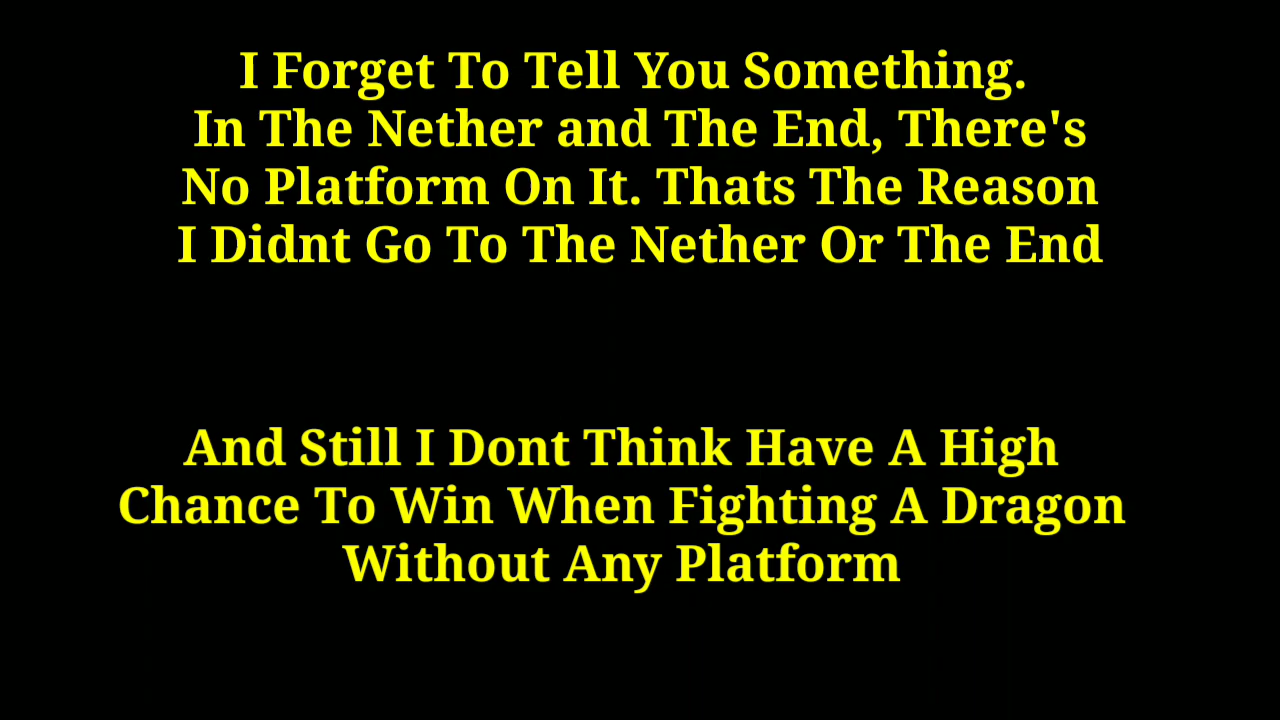 I Forget To Tell You Something.
In The Nether and The End, There's
No Platform On It. Thats The Reason
I Didnt Go To The Nether Or The End
And Still I Dont Think Have A High
Chance To Win When Fighting A Dragon
Without Any Platform